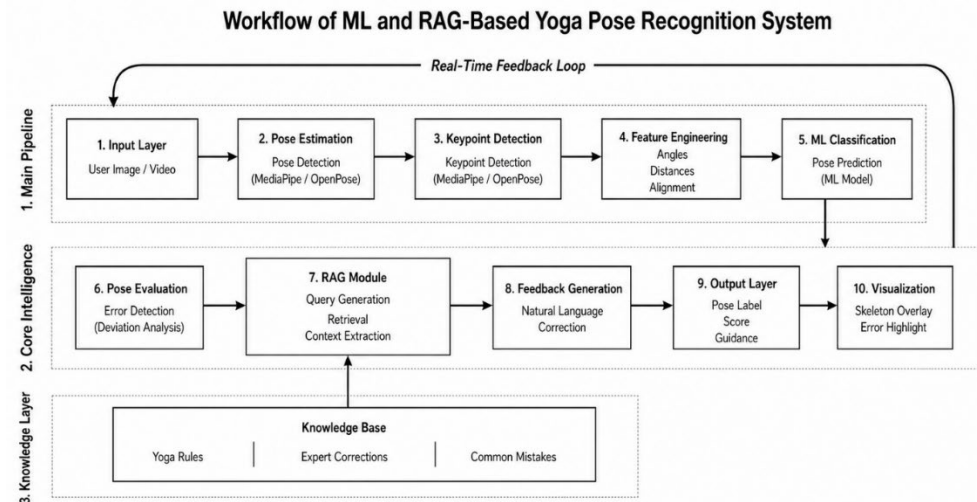 Workflow of ML and RAG-Based Yoga Pose Recognition System
Real-Time Feedback Loop
1. Main Pipeline
1. Input Layer
User Image / Video
2. Pose Estimation
Pose Detection
(MediaPipe / OpenPose)
3. Keypoint Detection
Keypoint Detection
(MediaPipe / OpenPose)
4. Feature Engineering
Angles
Distances
Alignment
5. ML Classification
Pose Prediction
(ML Model)
2. Core Intelligence
6. Pose Evaluation
Error Detection
(Deviation Analysis)
7. RAG Module
Query Generation
Retrieval
Context Extraction
8. Feedback Generation
Natural Language
Correction
9. Output Layer
Pose Label
Score
Guidance
10. Visualization
Skeleton Overlay
Error Highlight
3. Knowledge Layer
Knowledge Base
Yoga Rules
Expert Corrections
Common Mistakes